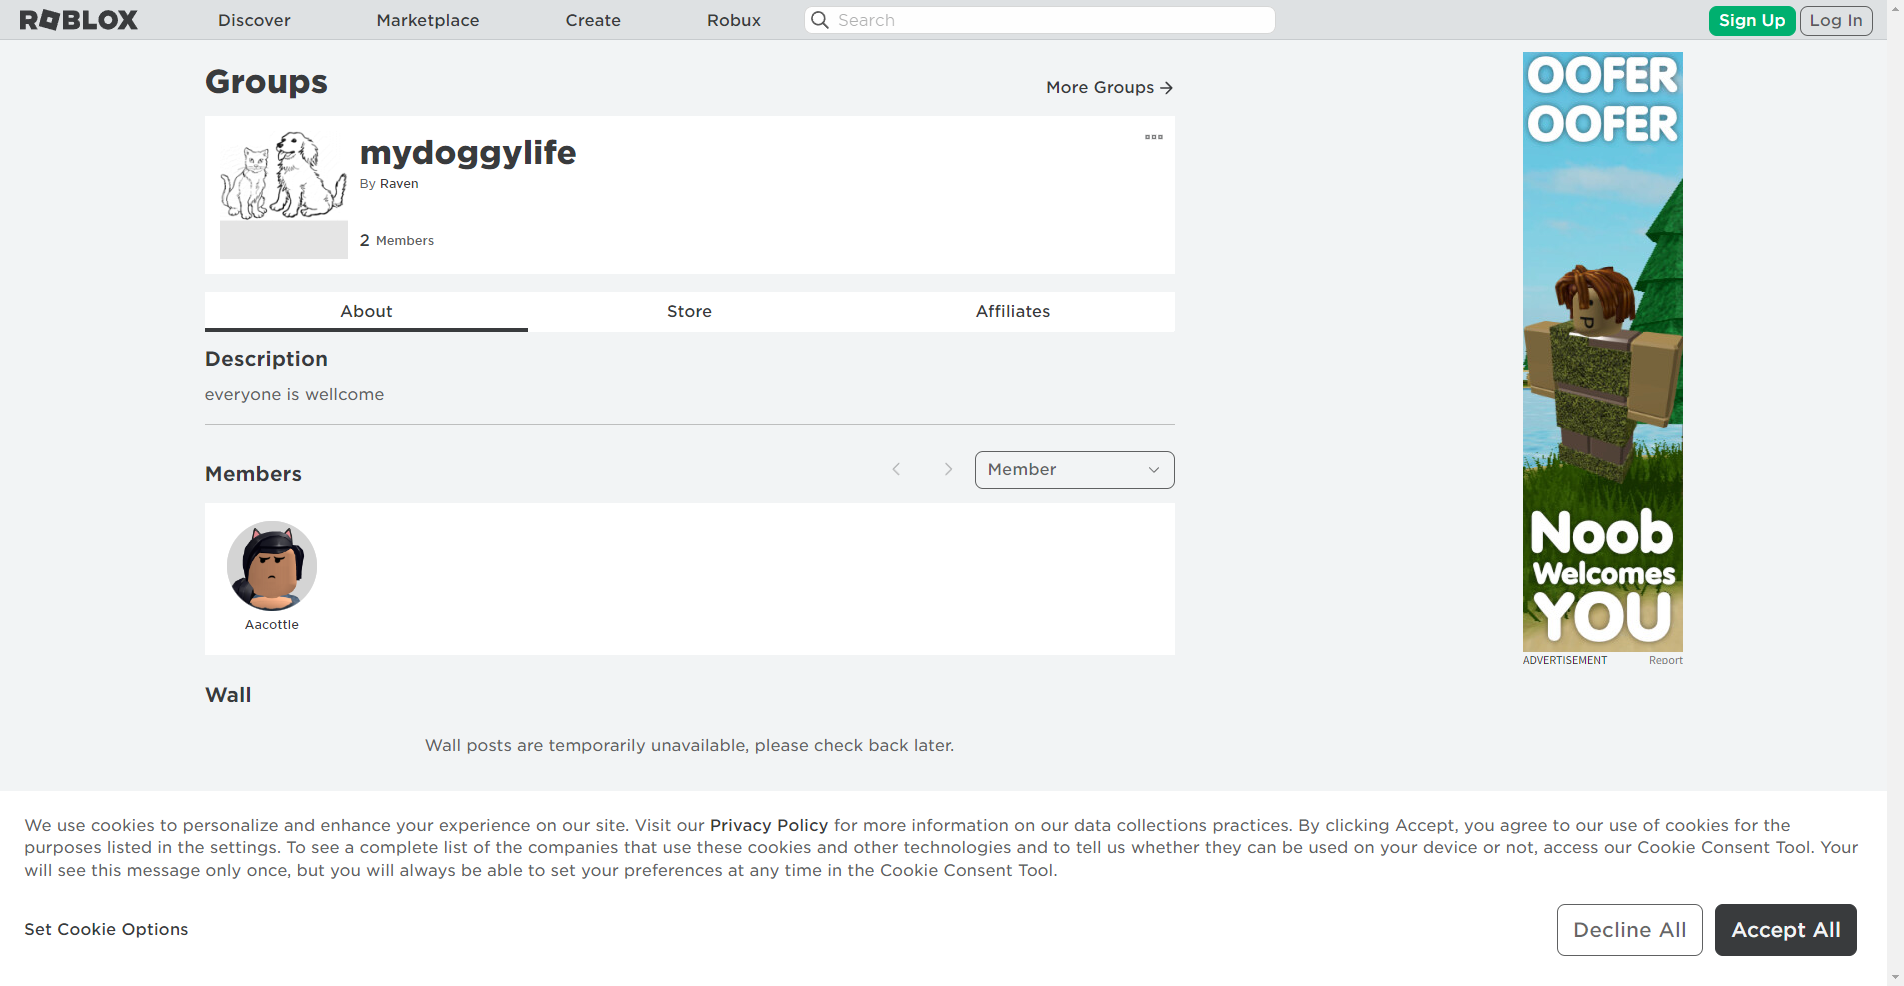 ROBLOX
Discover
Marketplace
Create
Robux
Search
Sign Up
Log In
Groups
More Groups
mydoggylife
By Raven
2 Members
About
Store
Affiliates
Description
everyone is wellcome
Members
Member
Aacottle
Wall
Wall posts are temporarily unavailable, please check back later.
OOFER
OOFER
Noob
Welcomes
YOU
ADVERTISEMENT
Report
We use cookies to personalize and enhance your experience on our site. Visit our Privacy Policy for more information on our data collections practices. By clicking Accept, you agree to our use of cookies for the
purposes listed in the settings. To see a complete list of the companies that use these cookies and other technologies and to tell us whether they can be used on your device or not, access our Cookie Consent Tool. Your
will see this message only once, but you will always be able to set your preferences at any time in the Cookie Consent Tool.
Set Cookie Options
Decline All
Accept All